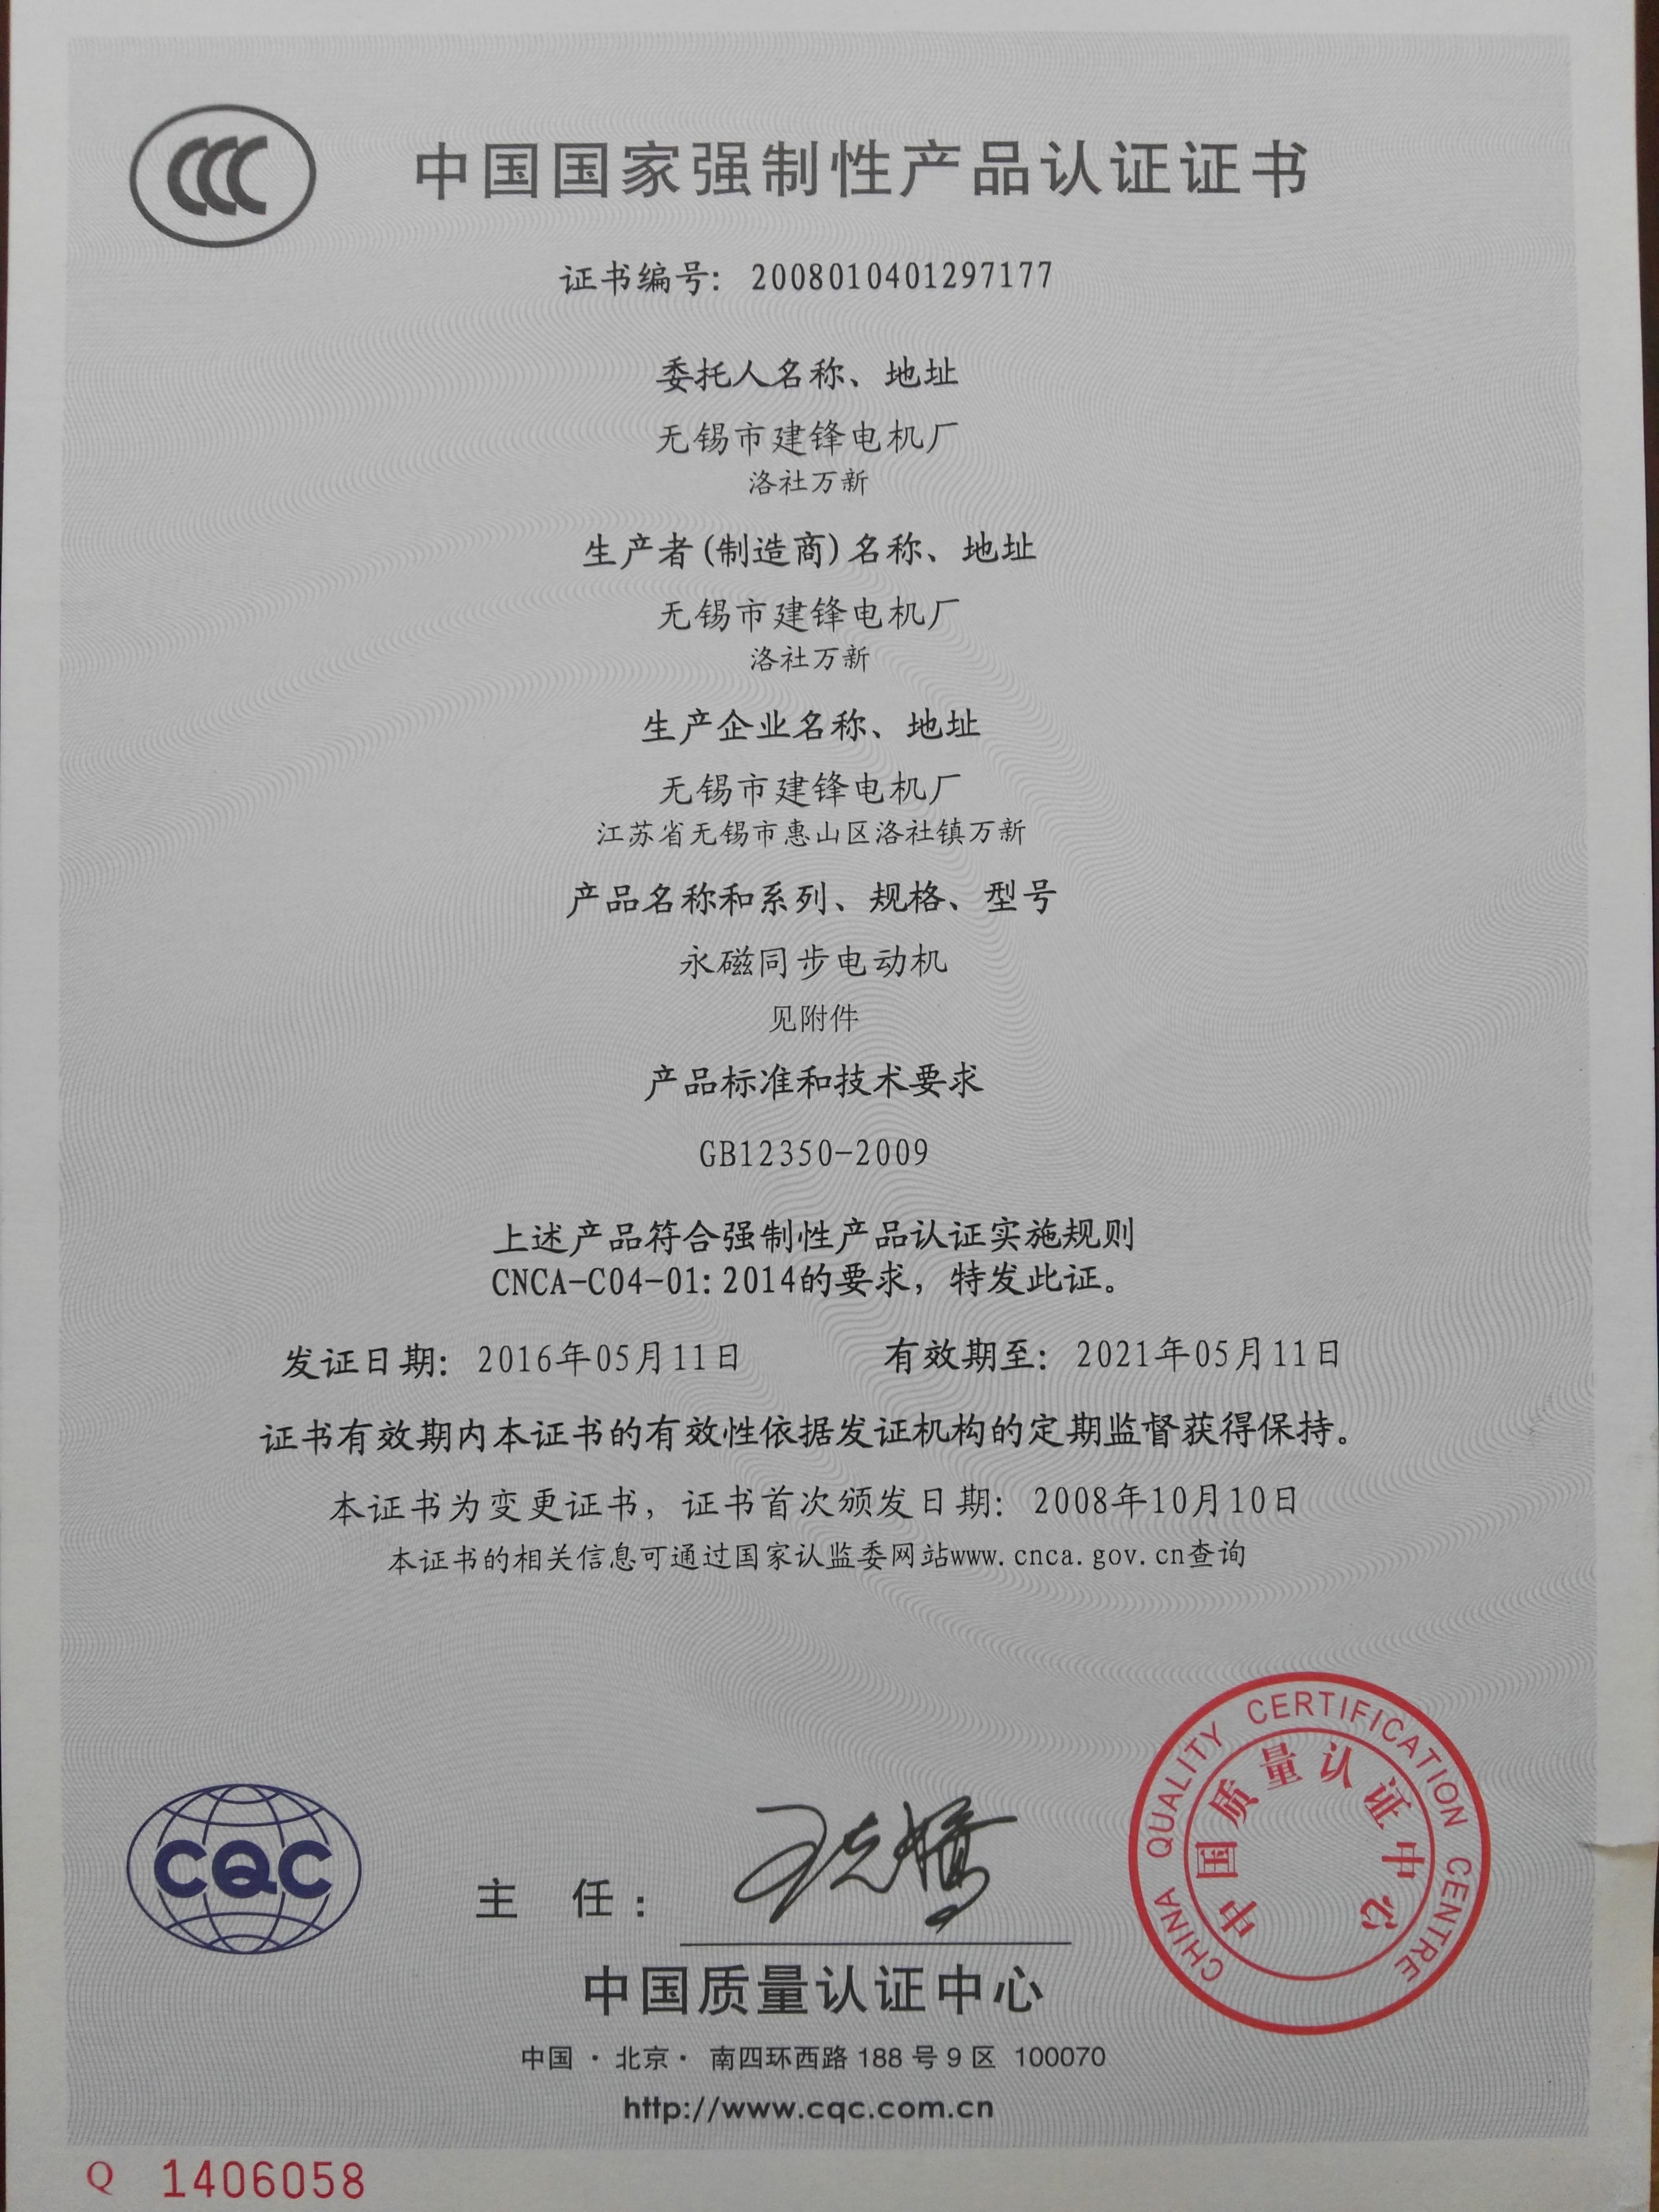 CCC
中国国家强制性产品认证证书
证书编号: 2008010401297177
委托人名称、地址
无锡市建锋电机厂
洛社万新
生产者(制造商)名称、地址
无锡市建锋电机厂
洛社万新
生产企业名称、地址
无锡市建锋电机厂
江苏省无锡市惠山区洛社镇万新
产品名称和系列、规格、型号
永磁同步电动机
见附件
产品标准和技术要求
GB12350-2009
上述产品符合强制性产品认证实施规则
CNCA-C04-01:2014的要求，特发此证。
发证日期: 2016年05月11日 有效期至: 2021年05月11日
证书有效期内本证书的有效性依据发证机构的定期监督获得保持。
本证书为变更证书，证书首次颁发日期: 2008年10月10日
本证书的相关信息可通过国家认监委网站www.cnca.gov.cn查询
CHINA QUALITY CERTIFICATION CENTRE
中国质量认证中心
CQC
主 任:
中国质量认证中心
中国·北京· 南四环西路 188 号 9 区 100070
http://www.cqc.com.cn
Q 1406058